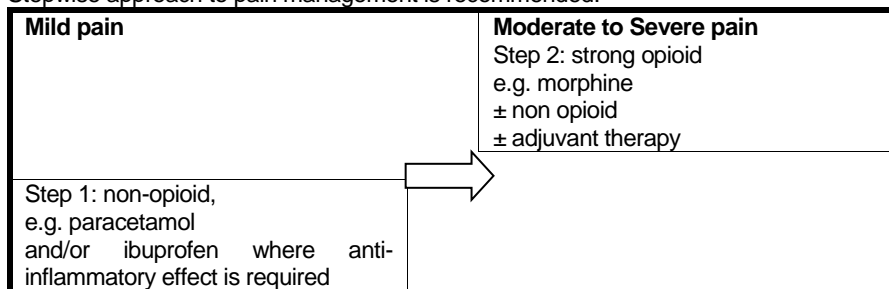 Stepwise approach to pain management is recommended.
Mild pain
Moderate to Severe pain
Step 2: strong opioid
e.g. morphine
± non opioid
± adjuvant therapy
Step 1: non-opioid,
e.g. paracetamol
and/or ibuprofen where anti-
inflammatory effect is required